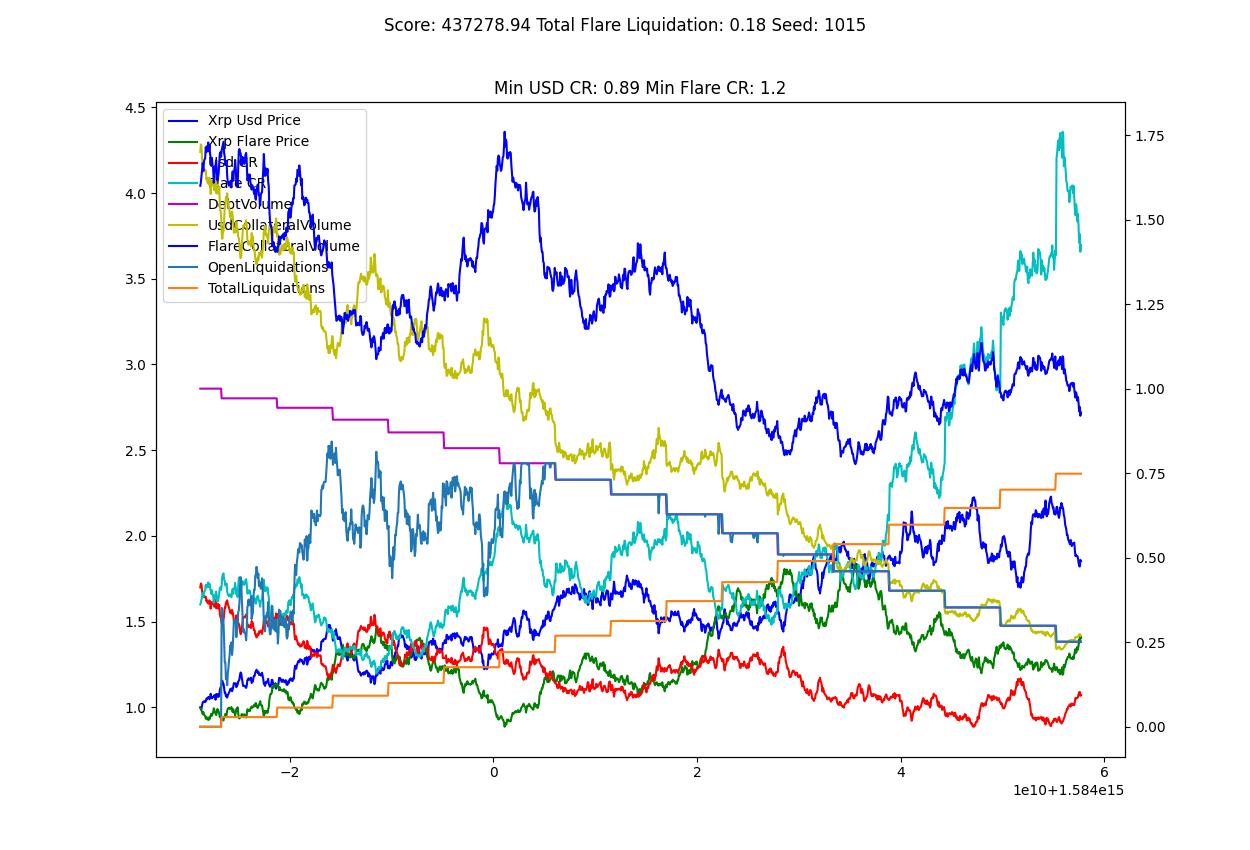 Score: 437278.94 Total Flare Liquidation: 0.18 Seed: 1015
Min USD CR: 0.89 Min Flare CR: 1.2
Xrp Usd Price
Xrp Flare Price
Usd CR
Flare CR
DebtVolume
UsdCollateralVolume
FlareCollateralVolume
OpenLiquidations
TotalLiquidations
4.5
4.0
3.5
3.0
2.5
2.0
1.5
1.0
1.75
1.50
1.25
1.00
0.75
0.50
0.25
0.00
−2
0
2
4
6
1e10+1.584e15